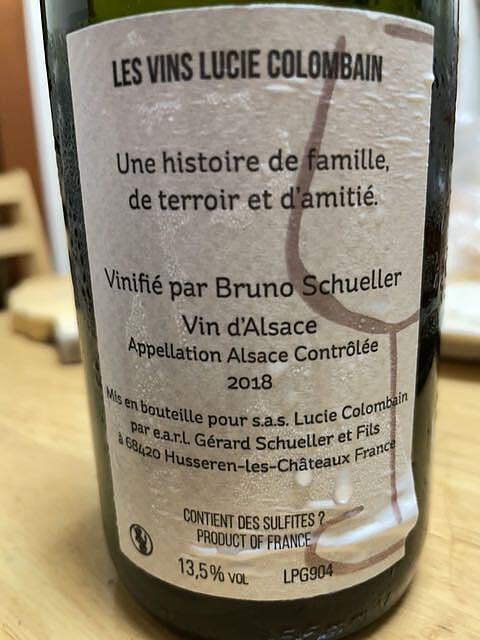 LES VINS LUCIE COLOMBAIN
Une histoire de famille,
de terroir et d'amitié.
Vinifié par Bruno Schueller
Vin d'Alsace
Appellation Alsace Contrôlée
2018
Mis en bouteille pour s.a.s. Lucie Colombain
par e.a.r.l. Gérard Schueller et Fils
à 68420 Husseren-les-Châteaux France
CONTIENT DES SULFITES ?
PRODUCT OF FRANCE
13,5% VOL LPG904